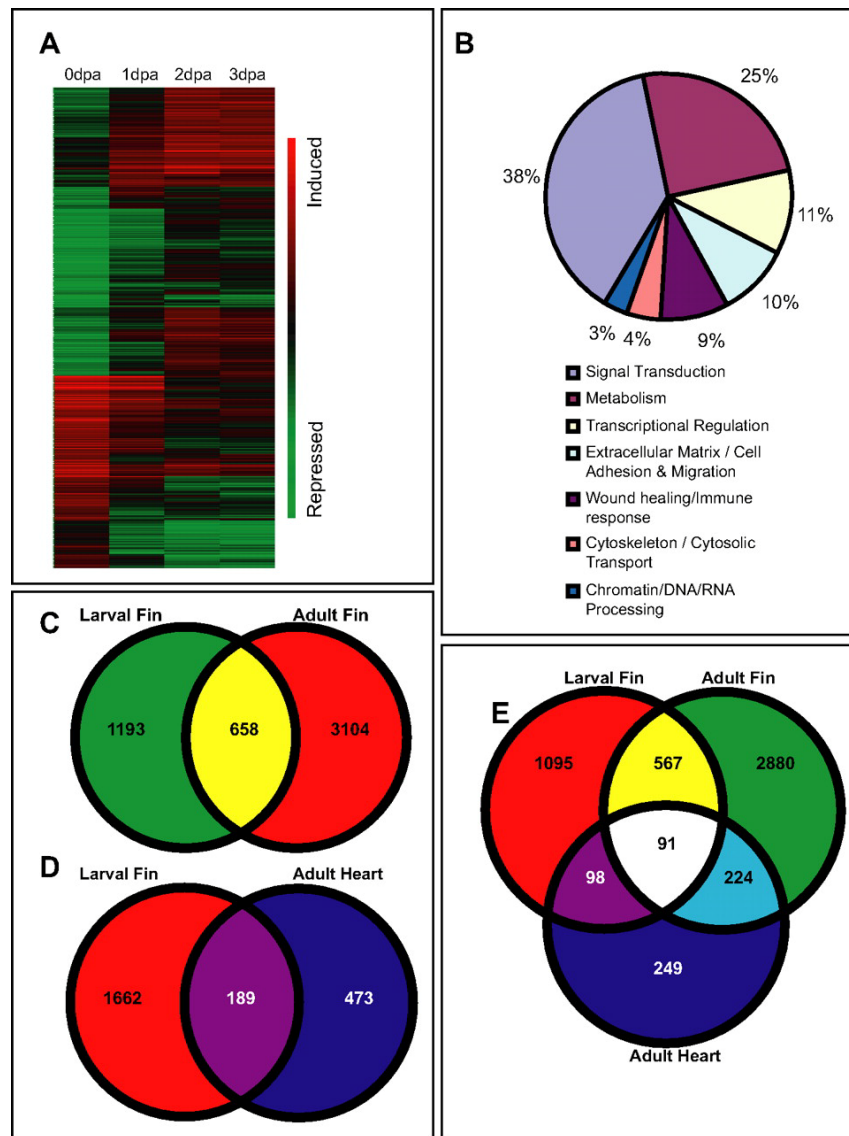 A
0dpa 1dpa 2dpa 3dpa
Induced
Repressed
B
25%
38%
11%
10%
9%
4%
3%
Signal Transduction
Metabolism
Transcriptional Regulation
Extracellular Matrix / Cell
Adhesion & Migration
Wound healing/Immune
response
Cytoskeleton / Cytosolic
Transport
Chromatin/DNA/RNA
Processing
C
Larval Fin Adult Fin
1193 658 3104
D
Larval Fin Adult Heart
1662 189 473
E
Larval Fin Adult Fin
1095 567 2880
91
98 224
249
Adult Heart